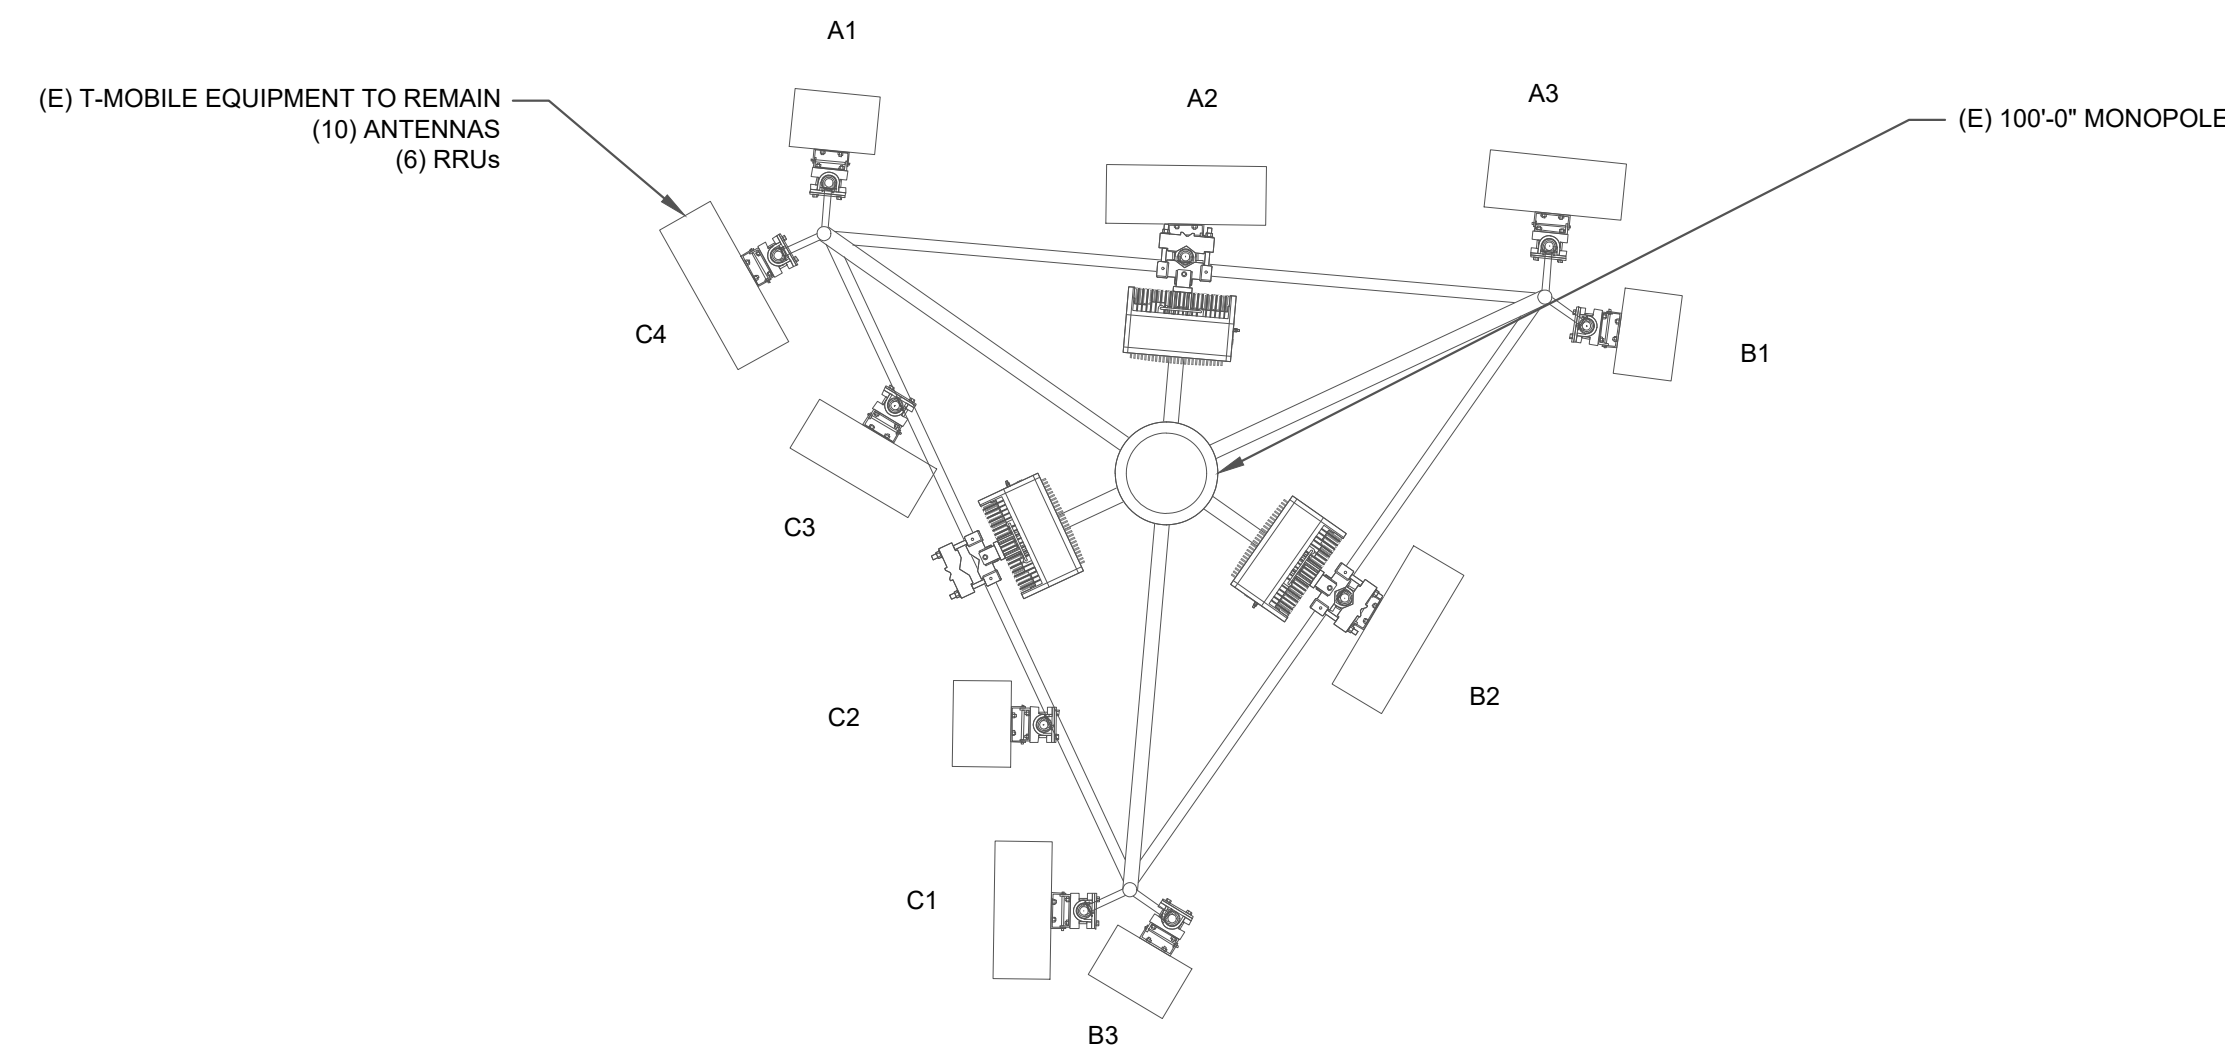 A1
(E) T-MOBILE EQUIPMENT TO REMAIN
(10) ANTENNAS
(6) RRUs
A2
A3
(E) 100'-0" MONOPOLE
C4
B1
C3
B2
C2
C1
B3